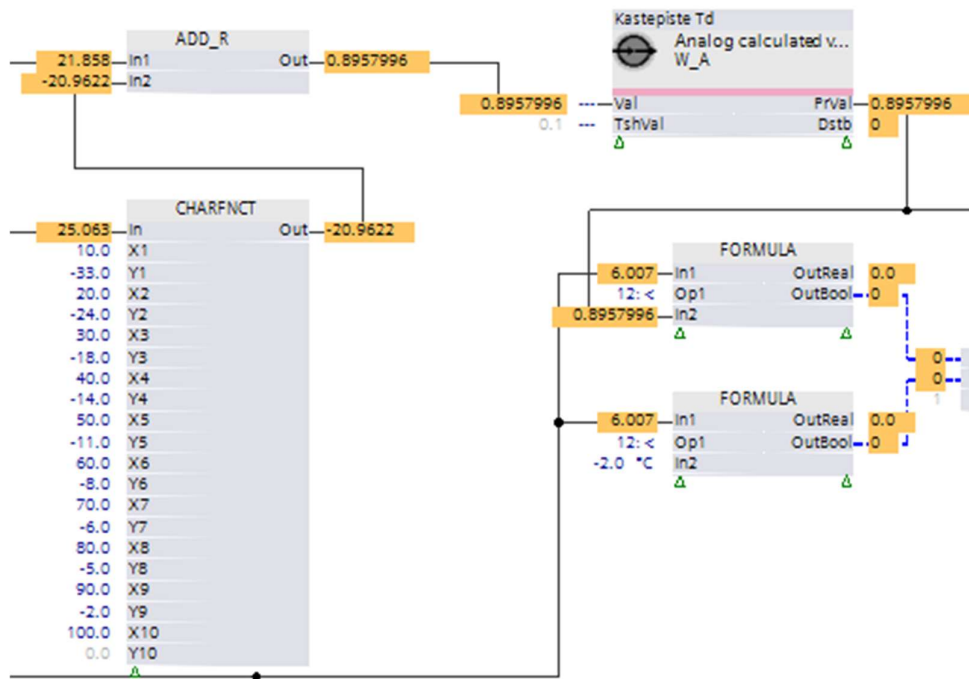 Kastepiste Td
Analog calculated v...
W_A
0.8957996 --- Val PrVal 0.8957996
0.1 --- TshVal Dstb 0
ADD_R
21.858 In1 Out 0.8957996
-20.9622 In2
CHARFNCT
25.063 In Out -20.9622
10.0 X1
-33.0 Y1
20.0 X2
-24.0 Y2
30.0 X3
-18.0 Y3
40.0 X4
-14.0 Y4
50.0 X5
-11.0 Y5
60.0 X6
-8.0 Y6
70.0 X7
-6.0 Y7
80.0 X8
-5.0 Y8
90.0 X9
-2.0 Y9
100.0 X10
0.0 Y10
FORMULA
6.007 In1 OutReal 0.0
12: < Op1 OutBool 0
0.8957996 In2
FORMULA
6.007 In1 OutReal 0.0
12: < Op1 OutBool 0
-2.0 °C In2
0
0
1